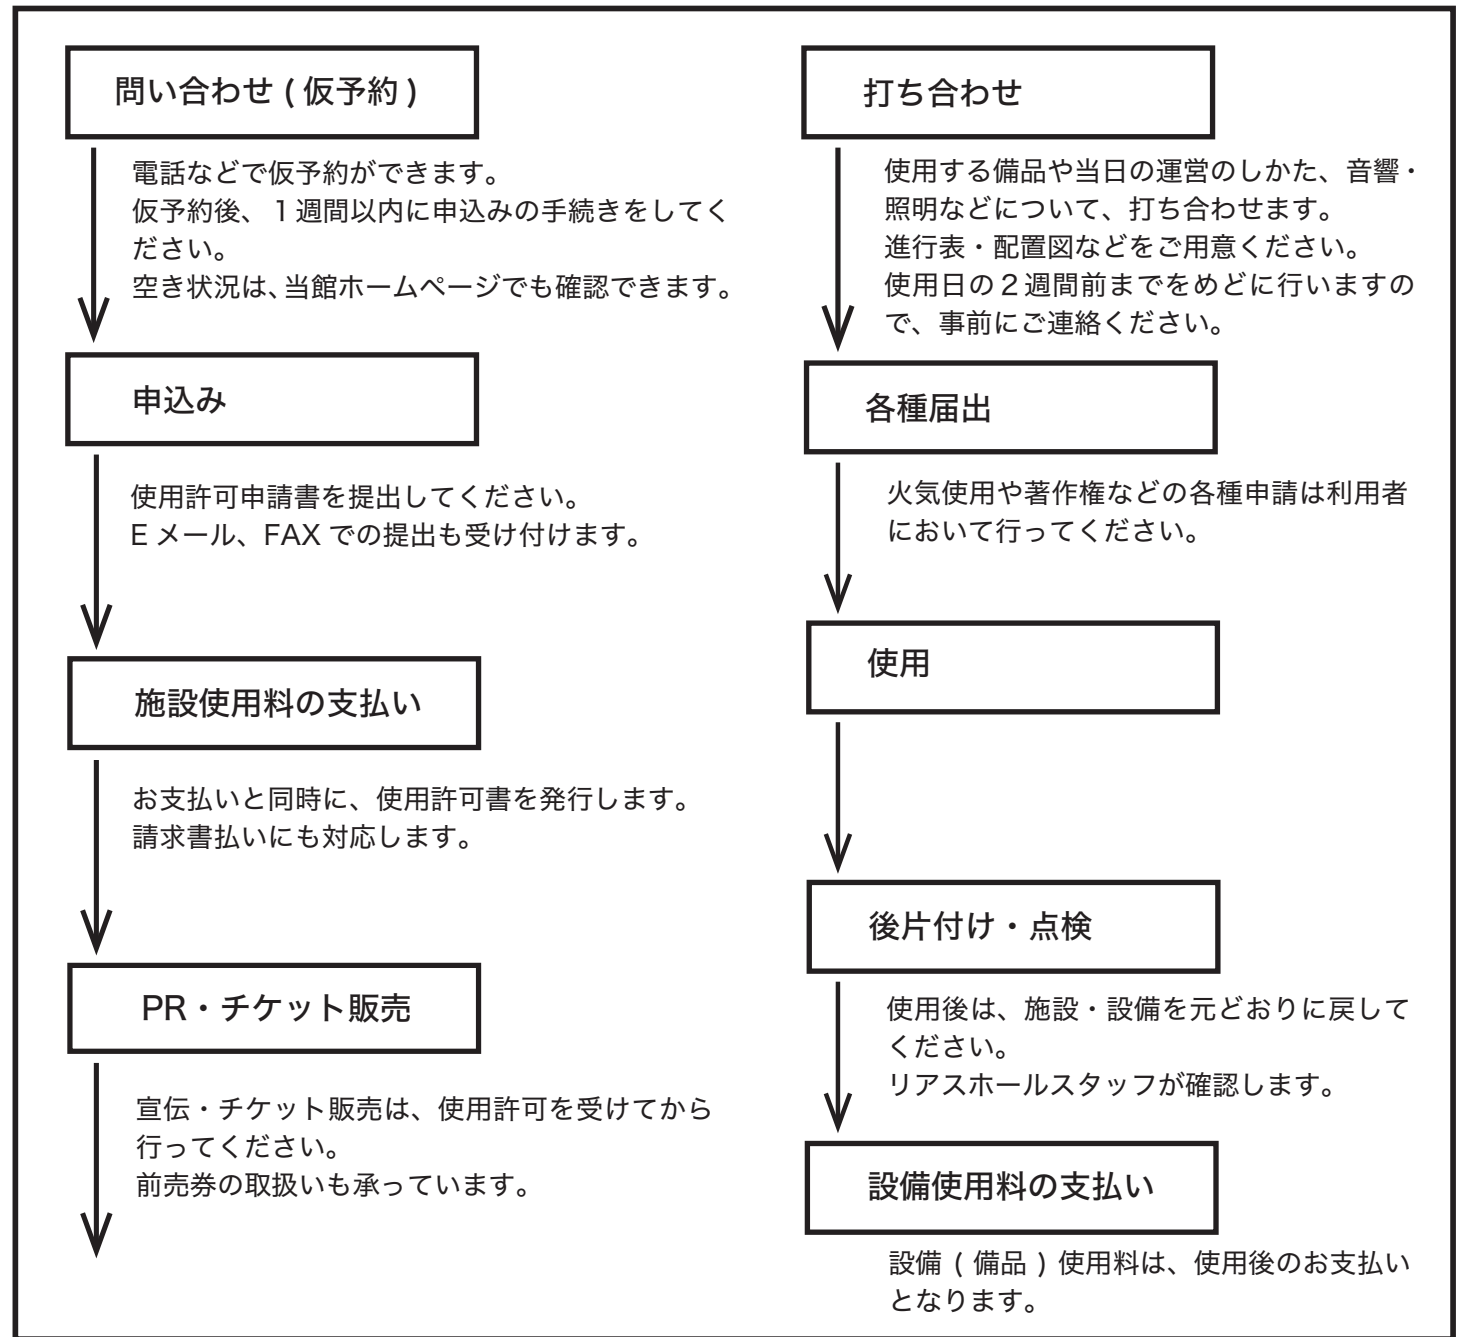 問い合わせ ( 仮予約 )
電話などで仮予約ができます。
仮予約後、１週間以内に申込みの手続きをしてく
ださい。
空き状況は、当館ホームページでも確認できます。
申込み
使用許可申請書を提出してください。
E メール、FAX での提出も受け付けます。
施設使用料の支払い
お支払いと同時に、使用許可書を発行します。
請求書払いにも対応します。
PR・チケット販売
宣伝・チケット販売は、使用許可を受けてから
行ってください。
前売券の取扱いも承っています。
打ち合わせ
使用する備品や当日の運営のしかた、音響・
照明などについて、打ち合わせます。
進行表・配置図などをご用意ください。
使用日の２週間前までをめどに行いますの
で、事前にご連絡ください。
各種届出
火気使用や著作権などの各種申請は利用者
において行ってください。
使用
後片付け・点検
使用後は、施設・設備を元どおりに戻して
ください。
リアスホールスタッフが確認します。
設備使用料の支払い
設備 ( 備品 ) 使用料は、使用後のお支払い
となります。